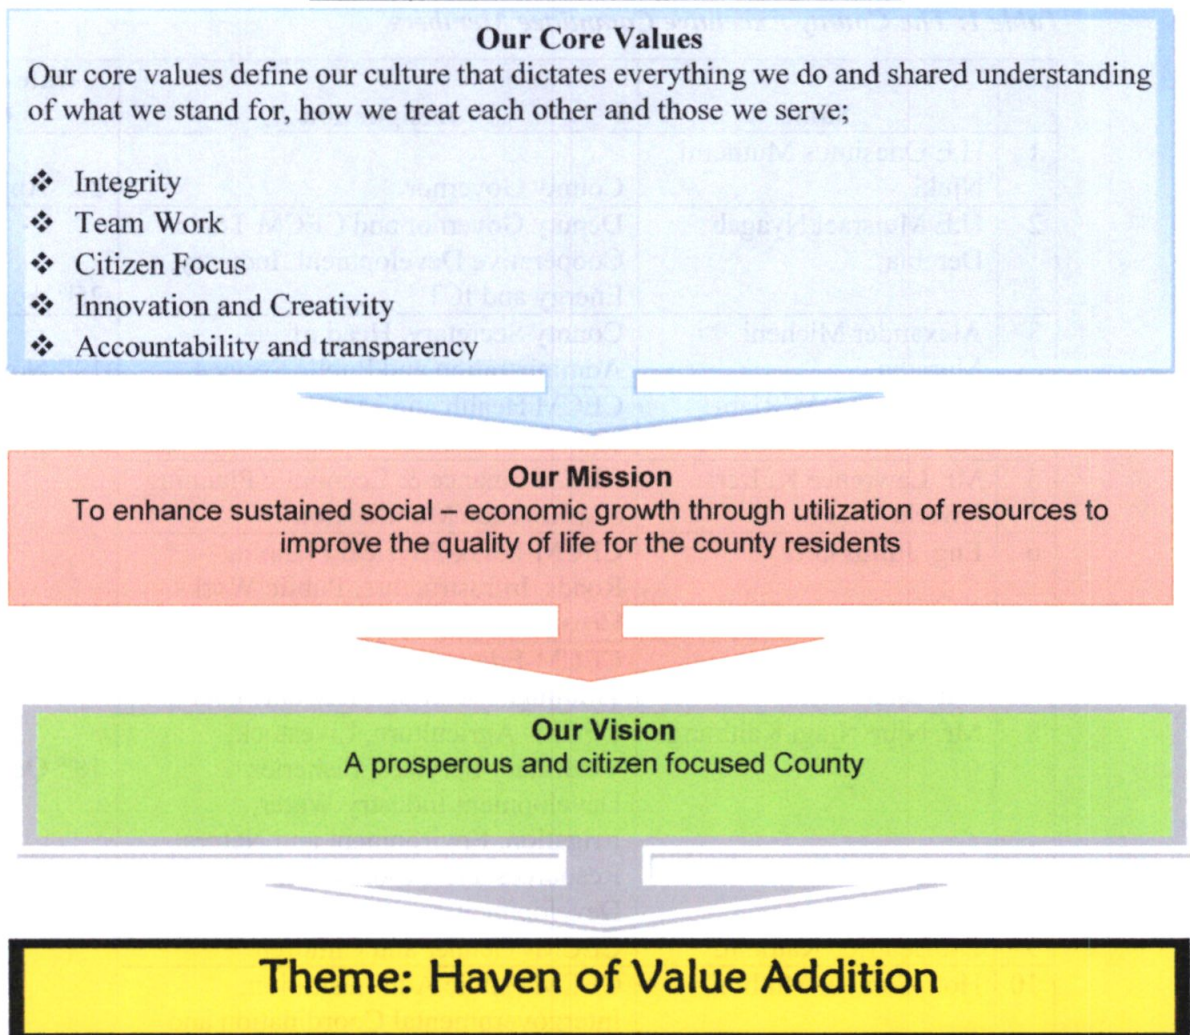 Our Core Values
Our core values define our culture that dictates everything we do and shared understanding
of what we stand for, how we treat each other and those we serve;
❖ Integrity
❖ Team Work
❖ Citizen Focus
❖ Innovation and Creativity
❖ Accountability and transparency
Our Mission
To enhance sustained social – economic growth through utilization of resources to
improve the quality of life for the county residents
Our Vision
A prosperous and citizen focused County
Theme: Haven of Value Addition